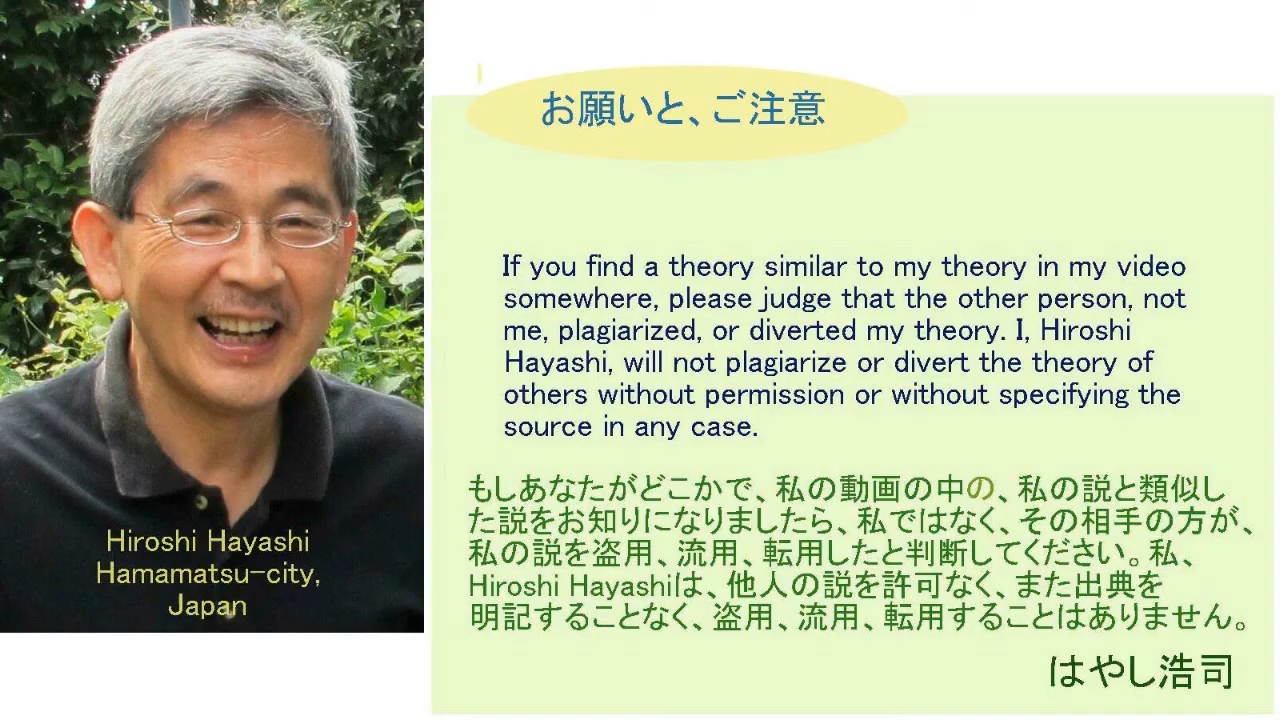 お願いと、ご注意
If you find a theory similar to my theory in my video
somewhere, please judge that the other person, not
me, plagiarized, or diverted my theory. I, Hiroshi
Hayashi, will not plagiarize or divert the theory of
others without permission or without specifying the
source in any case.
もしあなたがどこかで、私の動画の中の、私の説と類似し
た説をお知りになりましたら、私ではなく、その相手の方が、
私の説を盗用、流用、転用したと判断してください。私、
Hiroshi Hayashiは、他人の説を許可なく、また出典を
明記することなく、盗用、流用、転用することはありません。
はやし浩司
Hiroshi Hayashi
Hamamatsu-city,
Japan